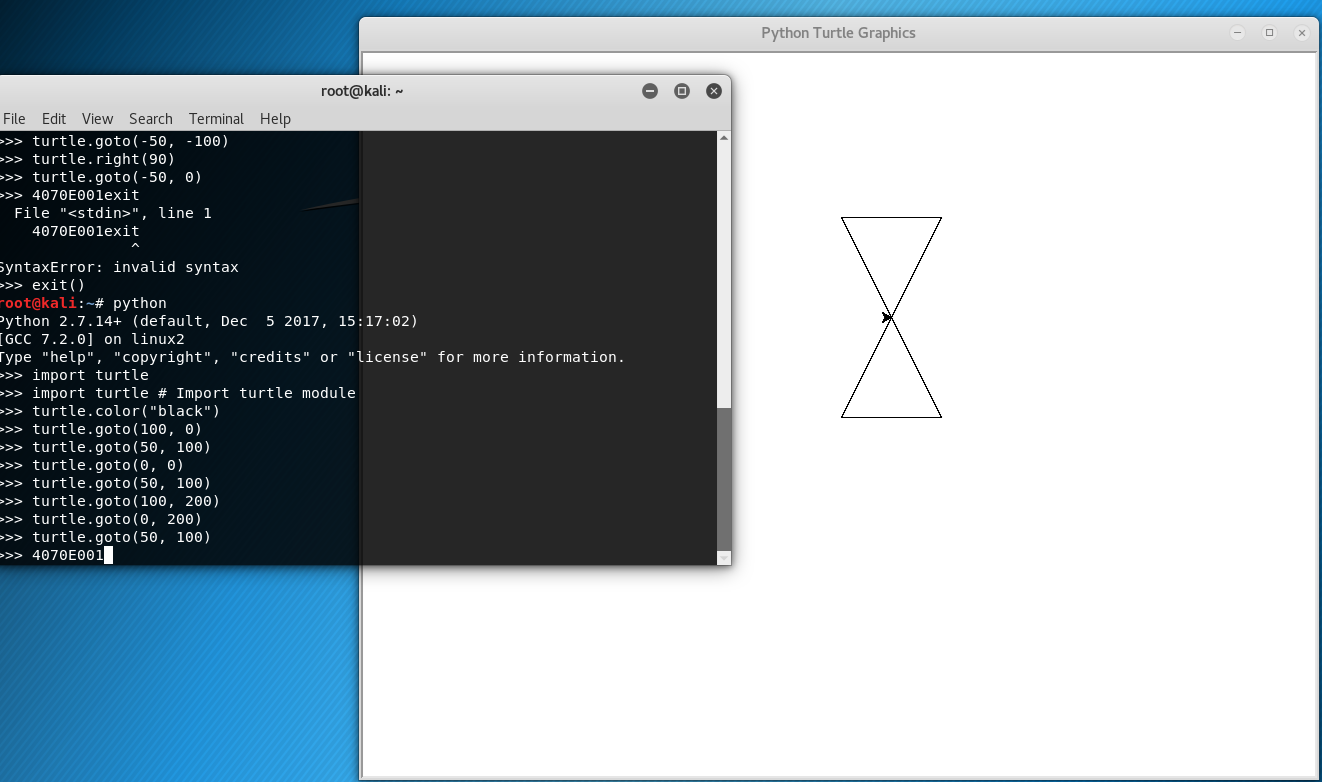 Python Turtle Graphics
root@kali: ~
File Edit View Search Terminal Help
>>> turtle.goto(-50, -100)
>>> turtle.right(90)
>>> turtle.goto(-50, 0)
>>> 4070E001exit
  File "<stdin>", line 1
    4070E001exit
               ^
SyntaxError: invalid syntax
>>> exit()
root@kali:~# python
Python 2.7.14+ (default, Dec  5 2017, 15:17:02)
[GCC 7.2.0] on linux2
Type "help", "copyright", "credits" or "license" for more information.
>>> import turtle
>>> import turtle # Import turtle module
>>> turtle.color("black")
>>> turtle.goto(100, 0)
>>> turtle.goto(50, 100)
>>> turtle.goto(0, 0)
>>> turtle.goto(50, 100)
>>> turtle.goto(100, 200)
>>> turtle.goto(0, 200)
>>> turtle.goto(50, 100)
>>> 4070E001